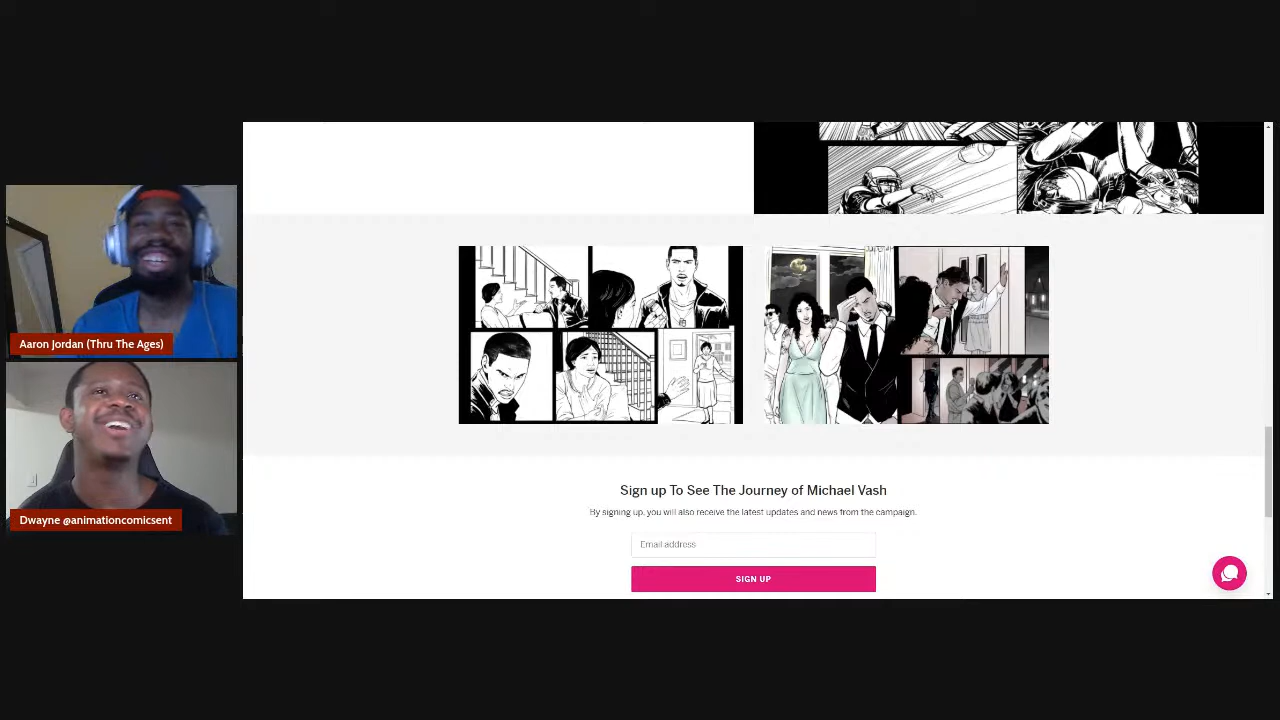 Aaron Jordan (Thru The Ages)
Dwayne @animationcomicsent
Sign up To See The Journey of Michael Vash
By signing up, you will also receive the latest updates and news from the campaign.
Email address
SIGN UP